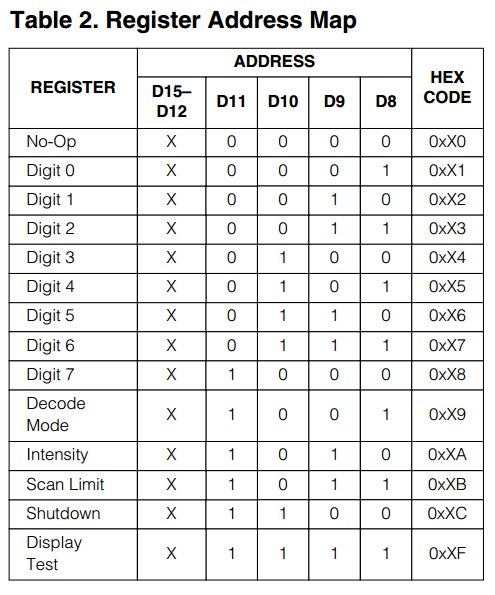 Table 2. Register Address Map
REGISTER ADDRESS HEX CODE
D15–D12 D11 D10 D9 D8
No-Op X 0 0 0 0 0xX0
Digit 0 X 0 0 0 1 0xX1
Digit 1 X 0 0 1 0 0xX2
Digit 2 X 0 0 1 1 0xX3
Digit 3 X 0 1 0 0 0xX4
Digit 4 X 0 1 0 1 0xX5
Digit 5 X 0 1 1 0 0xX6
Digit 6 X 0 1 1 1 0xX7
Digit 7 X 1 0 0 0 0xX8
Decode Mode X 1 0 0 1 0xX9
Intensity X 1 0 1 0 0xXA
Scan Limit X 1 0 1 1 0xXB
Shutdown X 1 1 0 0 0xXC
Display Test X 1 1 1 1 0xXF